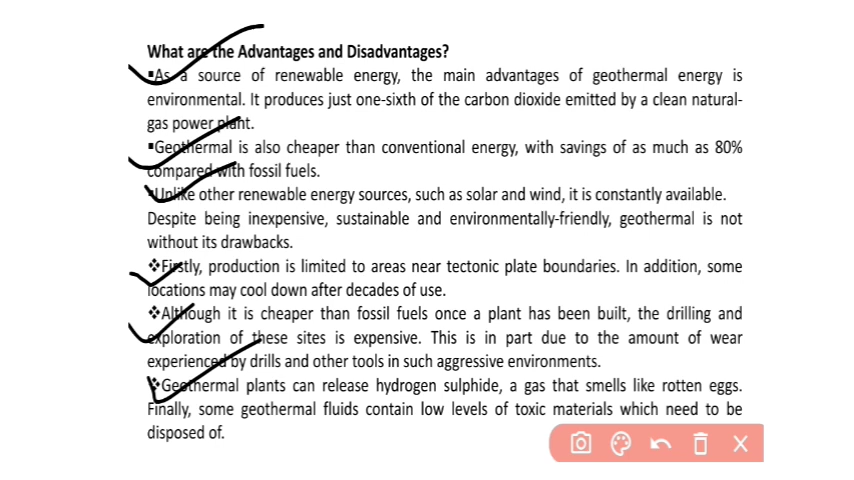 What are the Advantages and Disadvantages?
▪As a source of renewable energy, the main advantages of geothermal energy is
environmental. It produces just one-sixth of the carbon dioxide emitted by a clean natural-
gas power plant.
▪Geothermal is also cheaper than conventional energy, with savings of as much as 80%
compared with fossil fuels.
▪Unlike other renewable energy sources, such as solar and wind, it is constantly available.
Despite being inexpensive, sustainable and environmentally-friendly, geothermal is not
without its drawbacks.
❖Firstly, production is limited to areas near tectonic plate boundaries. In addition, some
locations may cool down after decades of use.
❖Although it is cheaper than fossil fuels once a plant has been built, the drilling and
exploration of these sites is expensive. This is in part due to the amount of wear
experienced by drills and other tools in such aggressive environments.
❖Geothermal plants can release hydrogen sulphide, a gas that smells like rotten eggs.
Finally, some geothermal fluids contain low levels of toxic materials which need to be
disposed of.